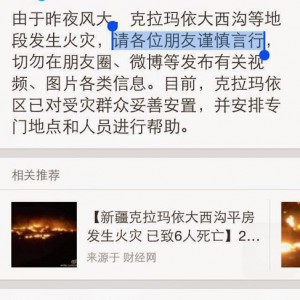 由于昨夜风大，克拉玛依大西沟等地
段发生火灾，请各位朋友谨慎言行，
切勿在朋友圈、微博等发布有关视
频、图片各类信息。目前，克拉玛依
区已对受灾群众妥善安置，并安排专
门地点和人员进行帮助。
相关推荐
【新疆克拉玛依大西沟平房
发生火灾 已致6人死亡】2...
来源于 财经网